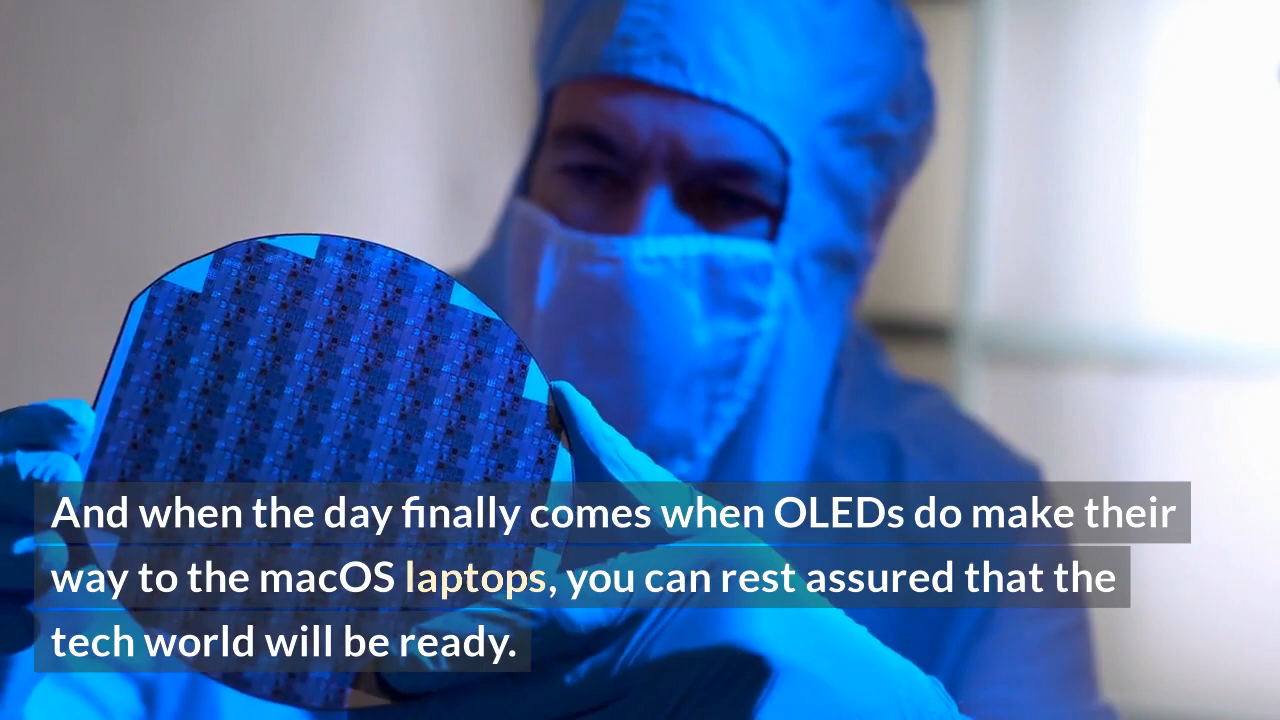 And when the day finally comes when OLEDs do make their
way to the macOS laptops, you can rest assured that the
tech world will be ready.